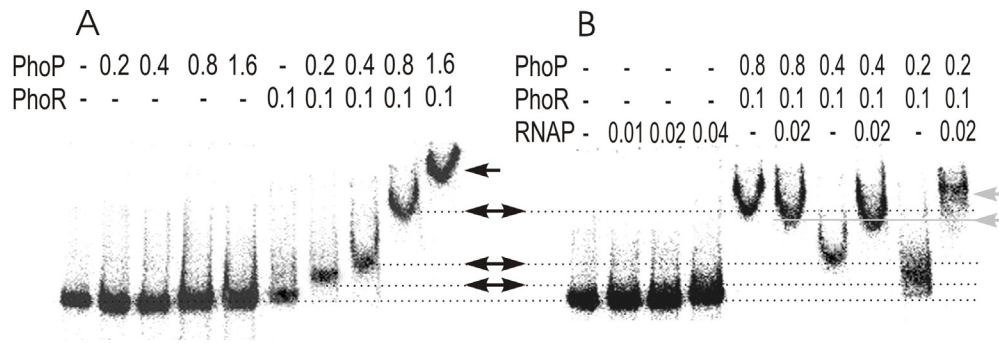 A
PhoP - 0.2 0.4 0.8 1.6 - 0.2 0.4 0.8 1.6
PhoR - - - - - 0.1 0.1 0.1 0.1 0.1
B
PhoP - - - - 0.8 0.8 0.4 0.4 0.2 0.2
PhoR - - - - 0.1 0.1 0.1 0.1 0.1 0.1
RNAP - 0.01 0.02 0.04 - 0.02 - 0.02 - 0.02